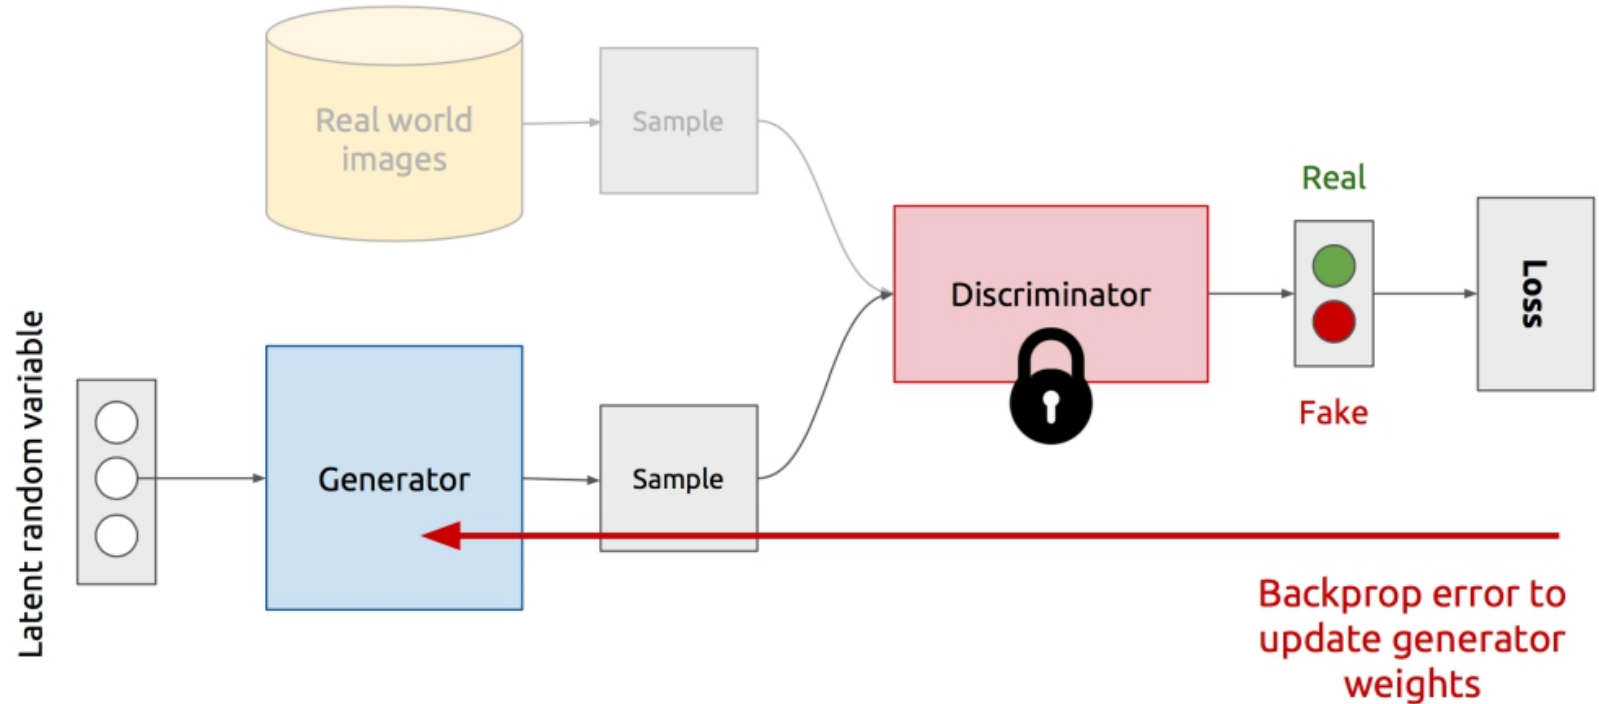 Real world
images
Sample
Latent random variable
Generator
Sample
Discriminator
Real
Fake
Loss
Backprop error to
update generator
weights